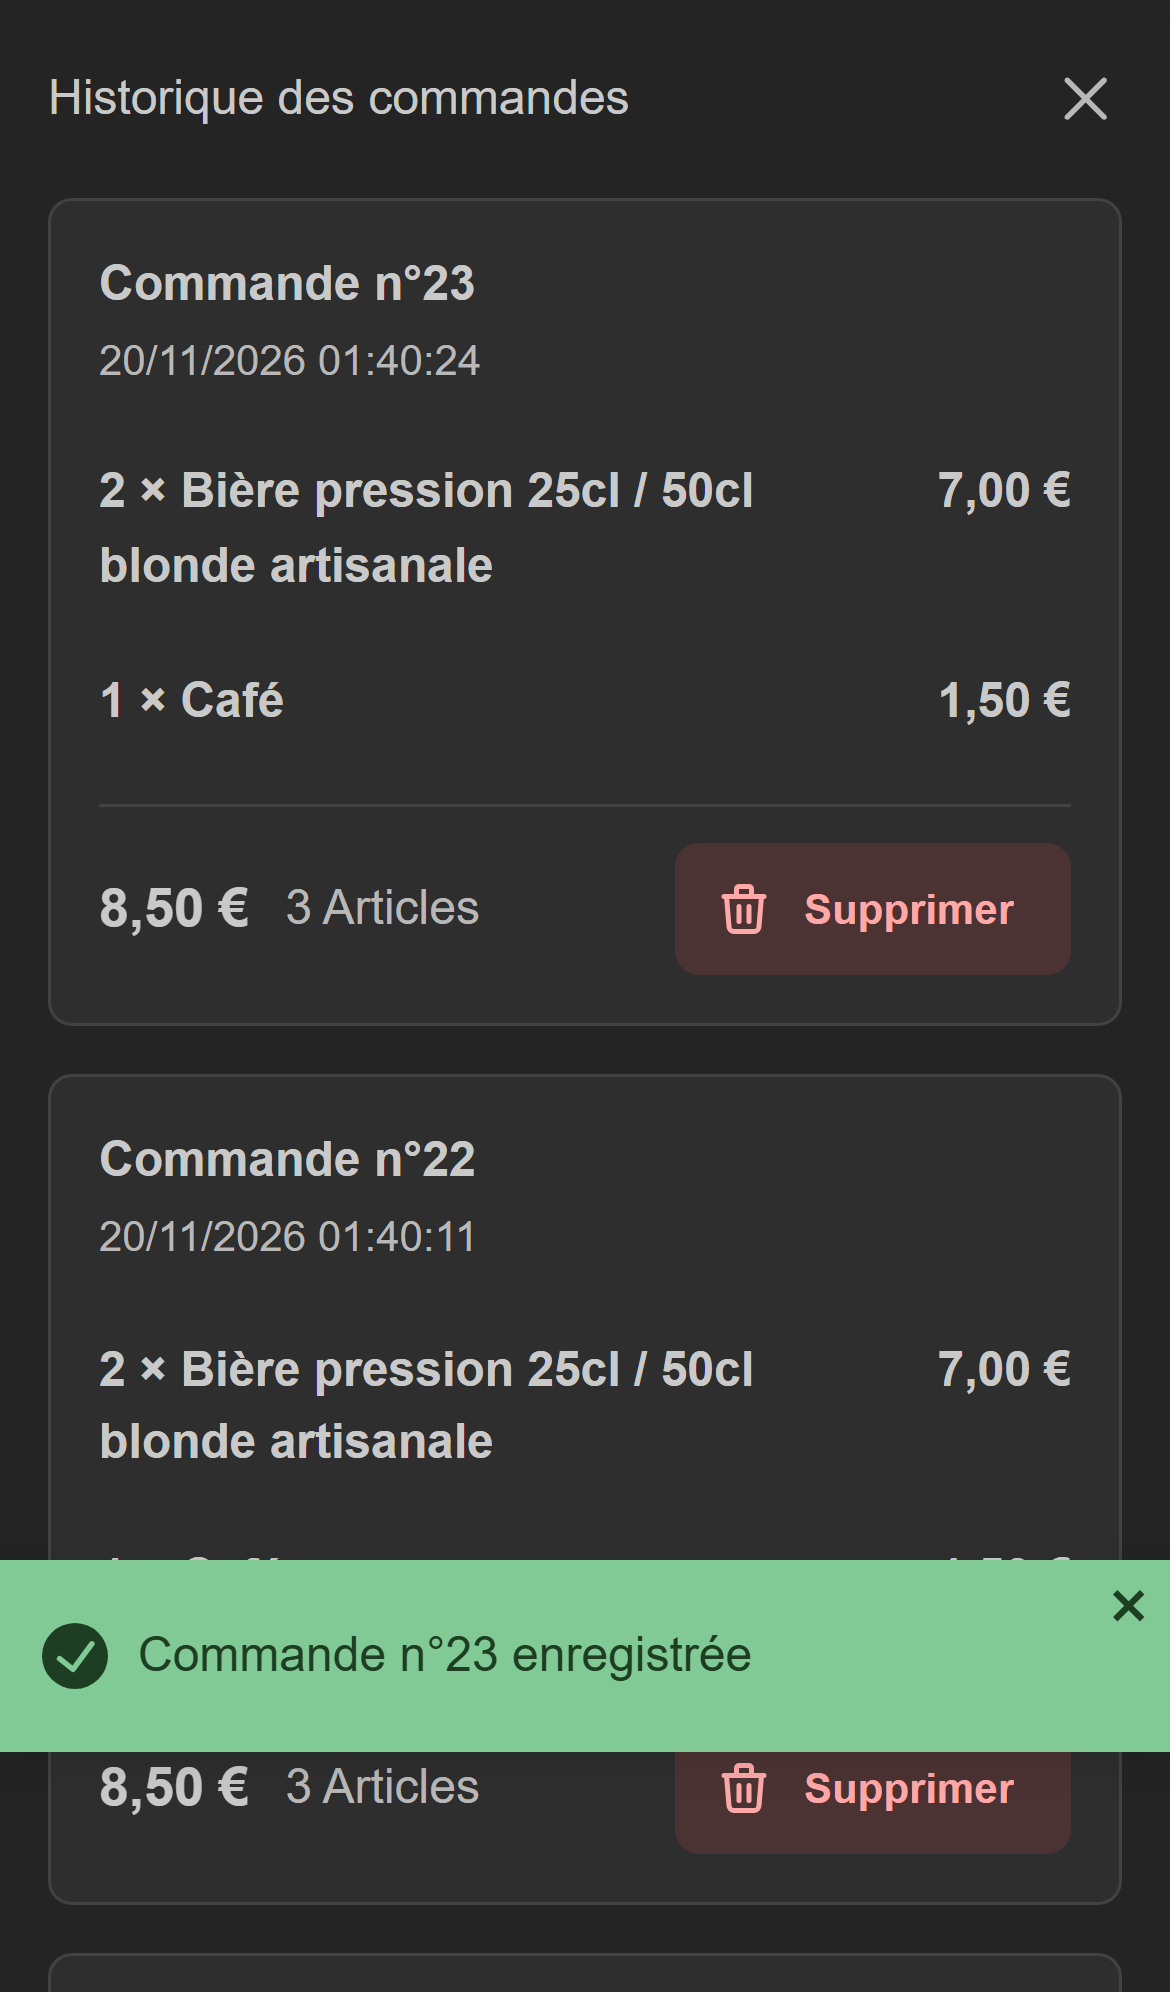 Historique des commandes
Commande n°23
20/11/2026 01:40:24
2 × Bière pression 25cl / 50cl 7,00 €
blonde artisanale
1 × Café 1,50 €
8,50 € 3 Articles Supprimer
Commande n°22
20/11/2026 01:40:11
2 × Bière pression 25cl / 50cl 7,00 €
blonde artisanale
Commande n°23 enregistrée
8,50 € 3 Articles Supprimer